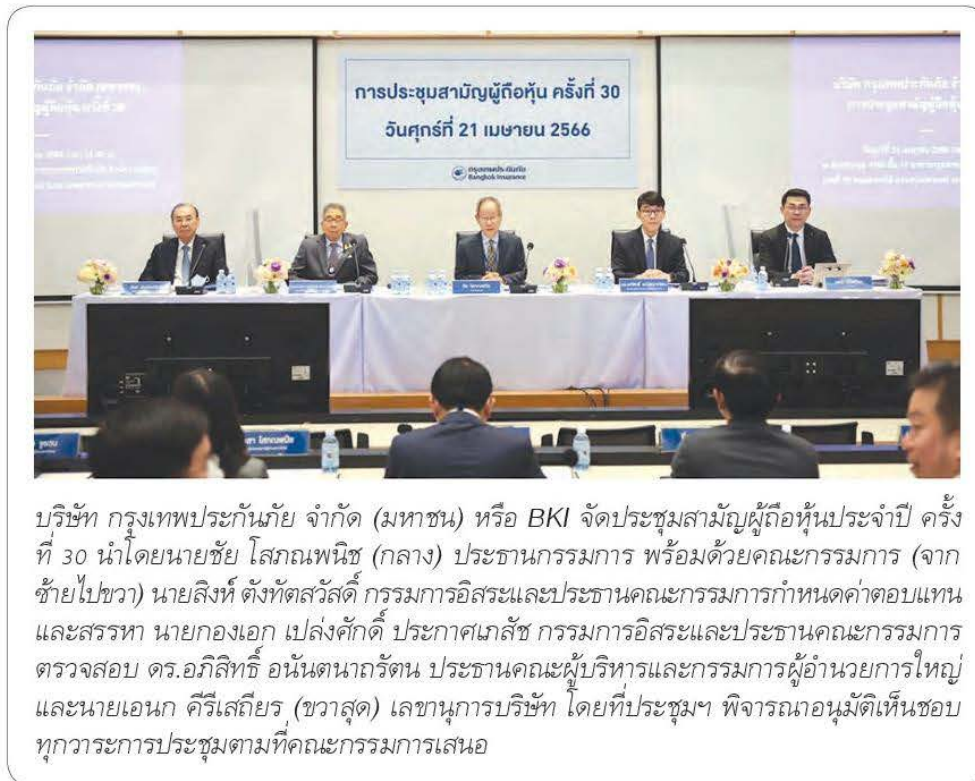 การประชุมสามัญผู้ถือหุ้น ครั้งที่ 30
วันศุกร์ที่ 21 เมษายน 2566
กรุงเทพประกันภัย
Bangkok Insurance
บริษัท กรุงเทพประกันภัย จำกัด (มหาชน) หรือ BKI จัดประชุมสามัญผู้ถือหุ้นประจำปี ครั้ง
ที่ 30 นำโดยนายชัย โสภณพนิช (กลาง) ประธานกรรมการ พร้อมด้วยคณะกรรมการ (จาก
ซ้ายไปขวา) นายสิงห์ ตังทัตสวัสดิ์ กรรมการอิสระและประธานคณะกรรมการกำหนดค่าตอบแทน
และสรรหา นายกองเอก เปล่งศักดิ์ ประกาศเภสัช กรรมการอิสระและประธานคณะกรรมการ
ตรวจสอบ ดร.อภิสิทธิ์ อนันตนาถรัตน ประธานคณะผู้บริหารและกรรมการผู้อำนวยการใหญ่
และนายเอนก คีรีเสถียร (ขวาสุด) เลขานุการบริษัท โดยที่ประชุมฯ พิจารณาอนุมัติเห็นชอบ
ทุกวาระการประชุมตามที่คณะกรรมการเสนอ